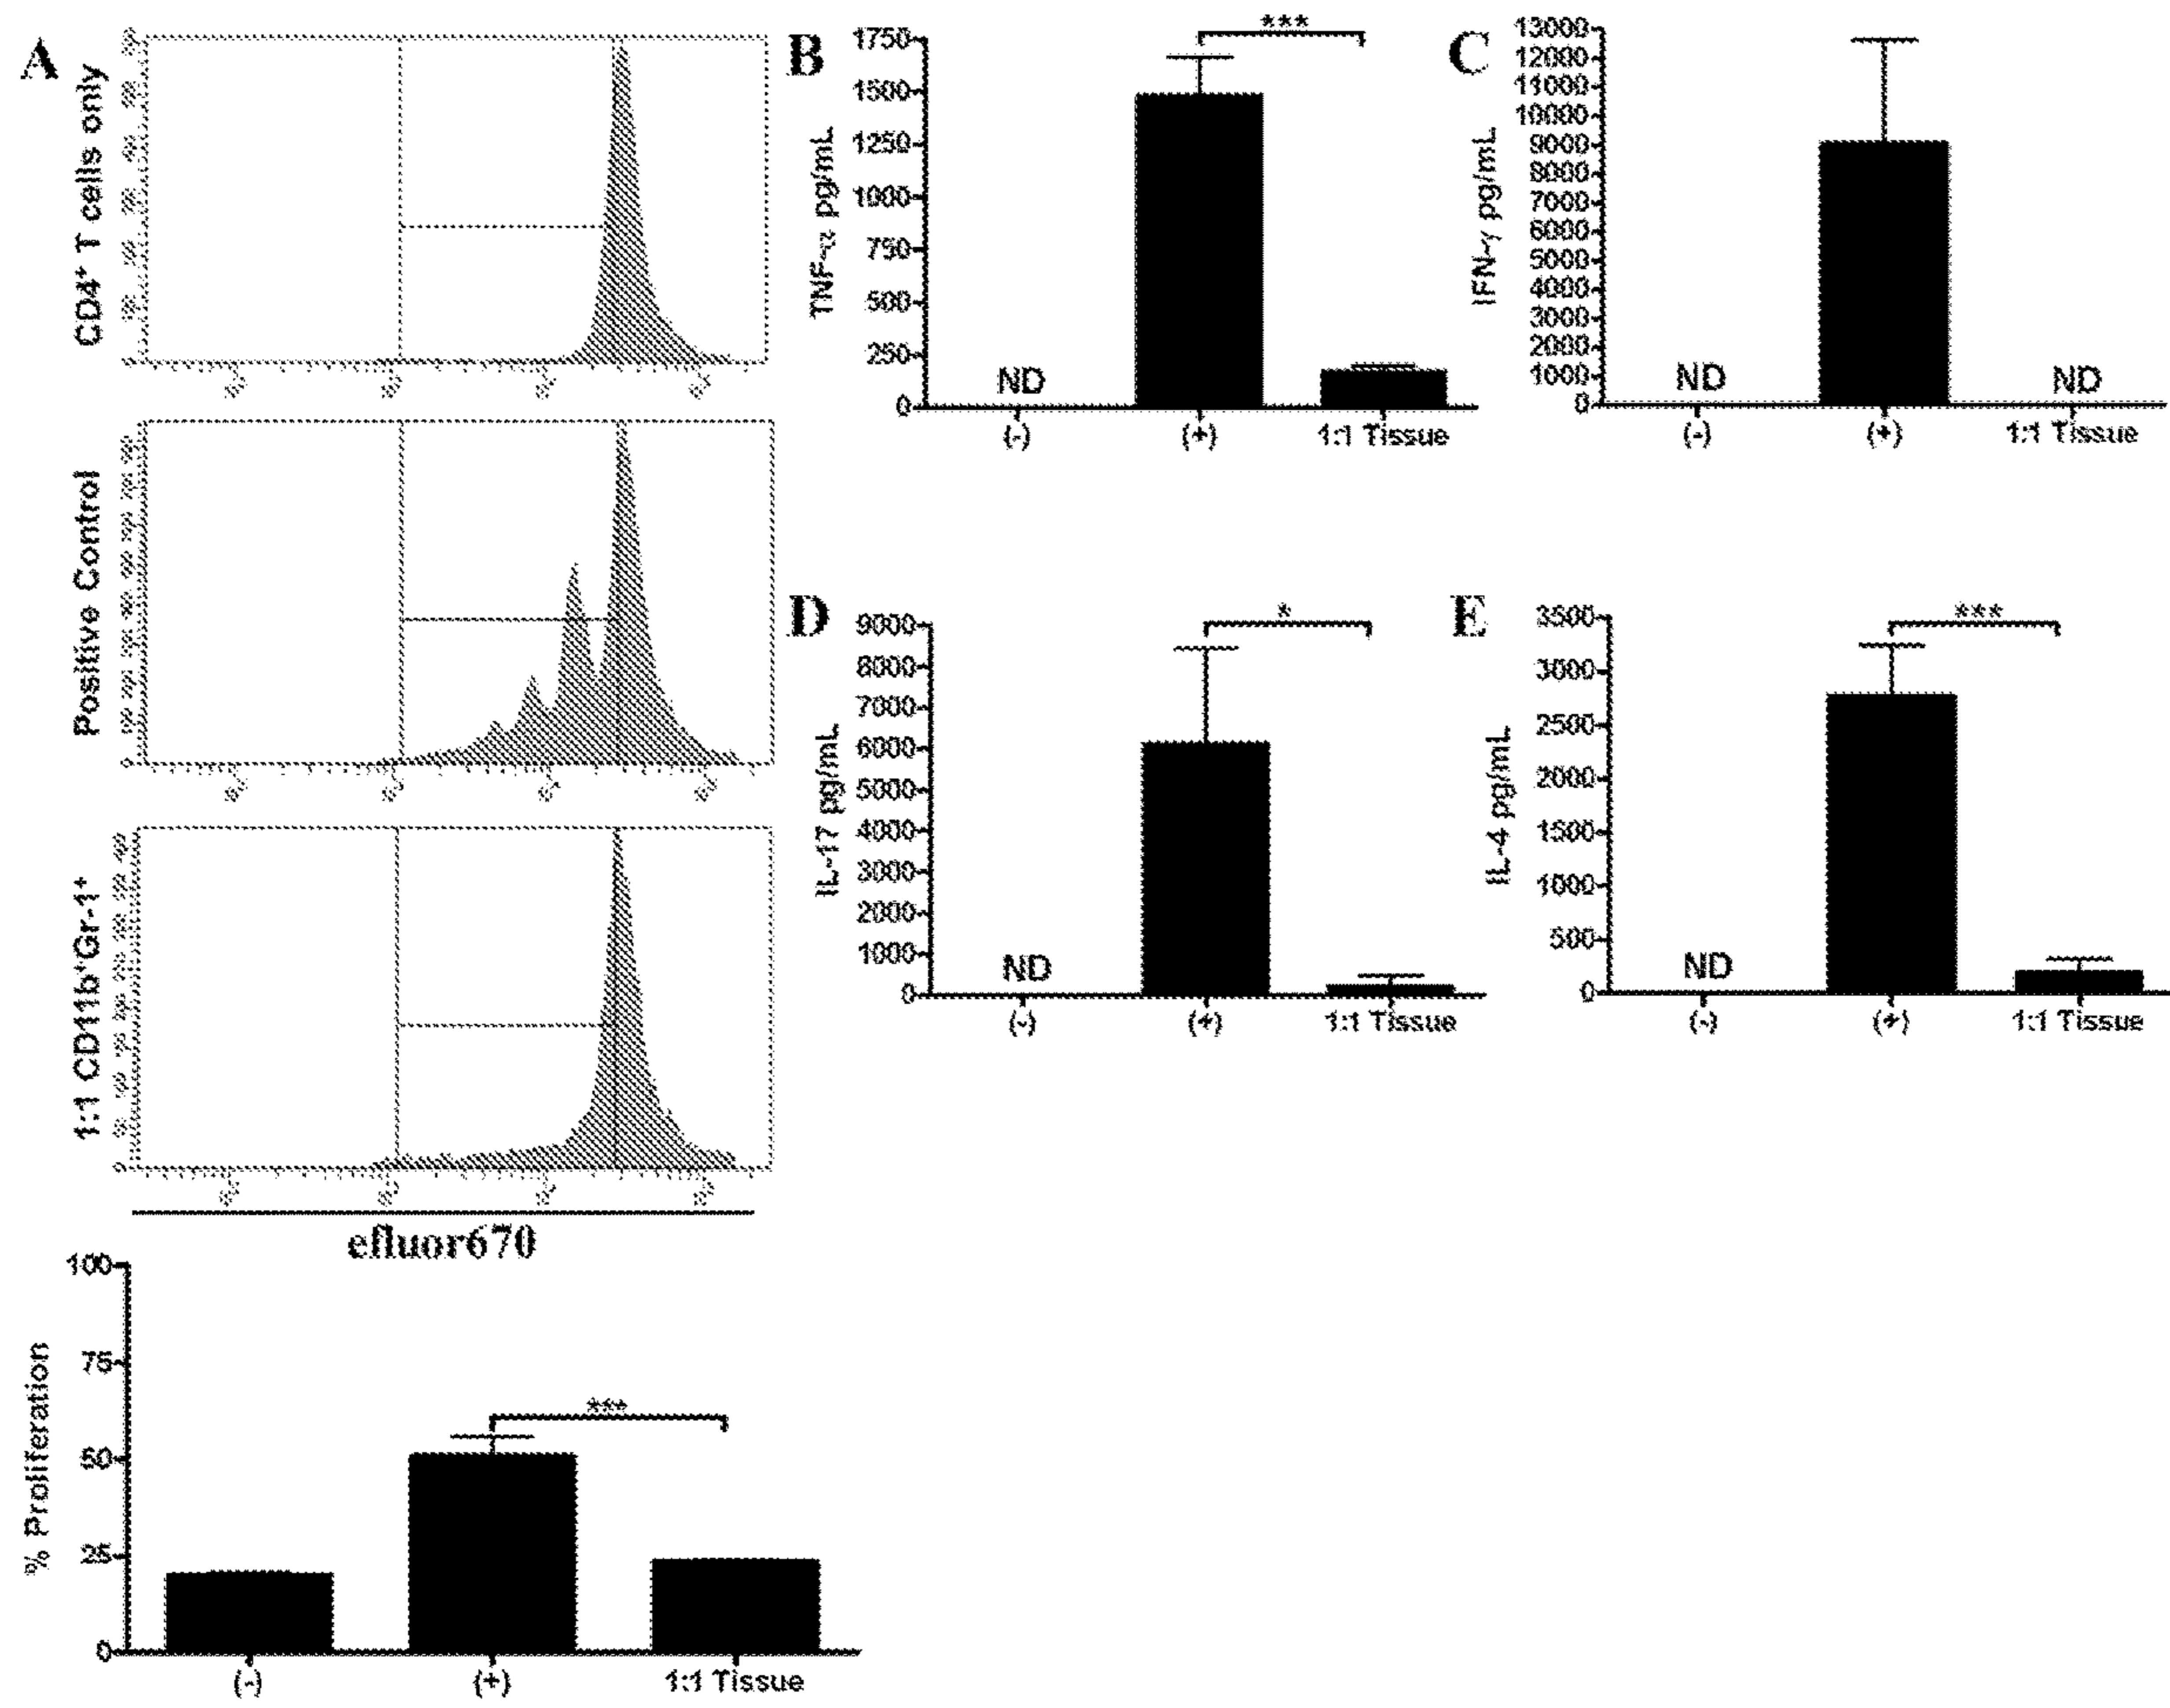 A
CD4+ T cells only
Positive Control
1:1 CD11b+Gr-1+
efluor670
% Proliferation
100
75
50
25
0
***
(-)
(+)
1:1 Tissue
B
TNF-α pg/mL
1750
1500
1250
1000
750
500
250
0
***
ND
(-)
(+)
1:1 Tissue
C
IFN-γ pg/mL
13000
12000
11000
10000
9000
8000
7000
6000
5000
4000
3000
2000
1000
0
ND
ND
(-)
(+)
1:1 Tissue
D
IL-17 pg/mL
9000
8000
7000
6000
5000
4000
3000
2000
1000
0
*
ND
(-)
(+)
1:1 Tissue
E
IL-4 pg/mL
3500
3000
2500
2000
1500
1000
500
0
***
ND
(-)
(+)
1:1 Tissue